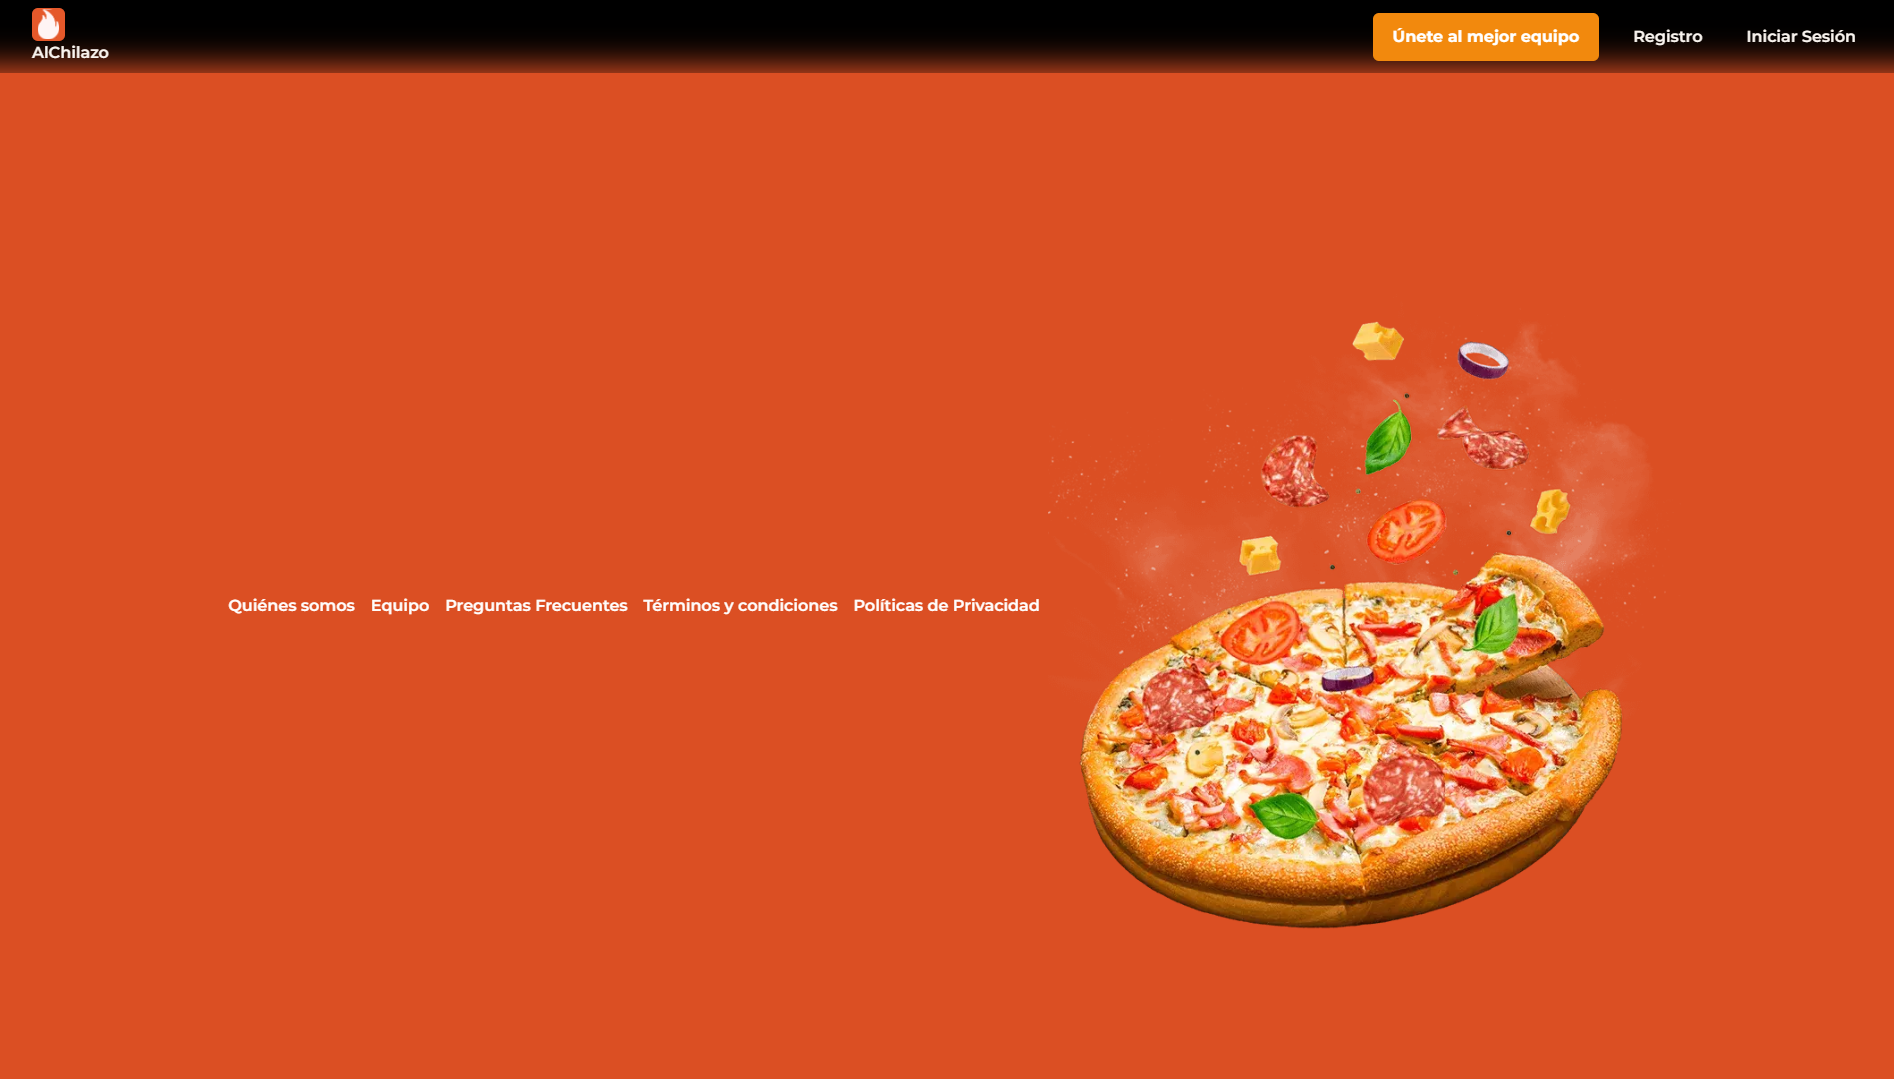 AlChilazo
Únete al mejor equipo
Registro
Iniciar Sesión
Quiénes somos
Equipo
Preguntas Frecuentes
Términos y condiciones
Políticas de Privacidad